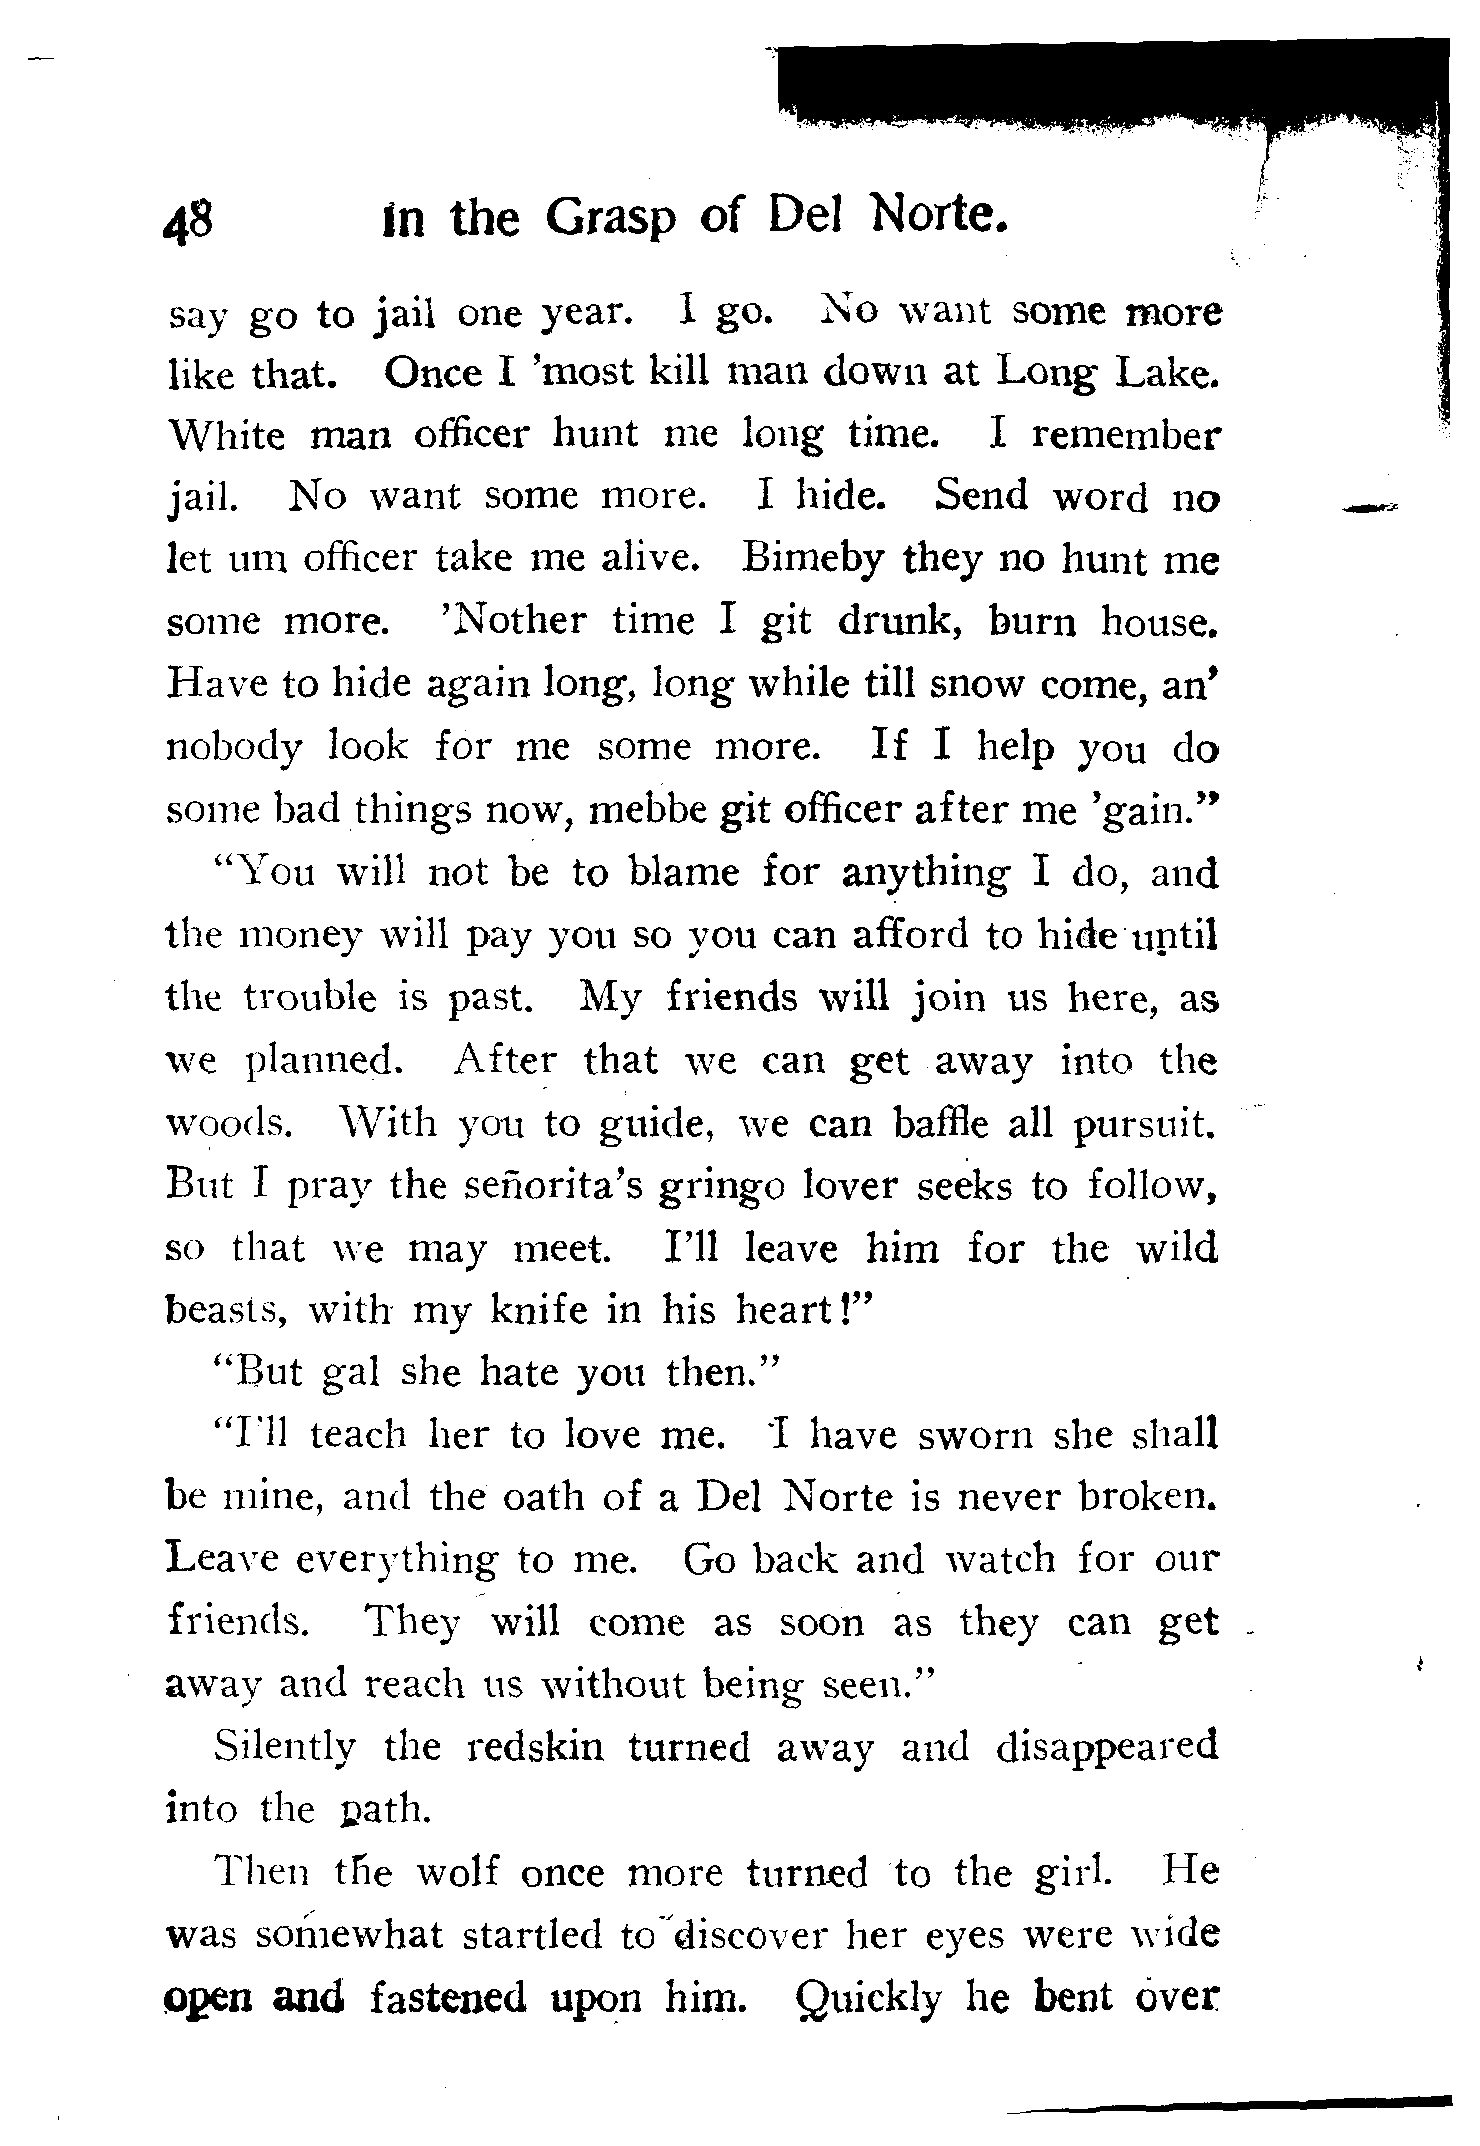 48 In the Grasp of Del Norte.
say go to jail one year. I go. No want some more
like that. Once I ’most kill man down at Long Lake.
White man officer hunt me long time. I remember
jail. No want some more. I hide. Send word no
let um officer take me alive. Bimeby they no hunt me
some more. ’Nother time I git drunk, burn house.
Have to hide again long, long while till snow come, an’
nobody look for me some more. If I help you do
some bad things now, mebbe git officer after me ’gain.”
“You will not be to blame for anything I do, and
the money will pay you so you can afford to hide until
the trouble is past. My friends will join us here, as
we planned. After that we can get away into the
woods. With you to guide, we can baffle all pursuit.
But I pray the señorita’s gringo lover seeks to follow,
so that we may meet. I’ll leave him for the wild
beasts, with my knife in his heart!”
“But gal she hate you then.”
“I’ll teach her to love me. I have sworn she shall
be mine, and the oath of a Del Norte is never broken.
Leave everything to me. Go back and watch for our
friends. They will come as soon as they can get
away and reach us without being seen.”
Silently the redskin turned away and disappeared
into the path.
Then the wolf once more turned to the girl. He
was somewhat startled to discover her eyes were wide
open and fastened upon him. Quickly he bent over